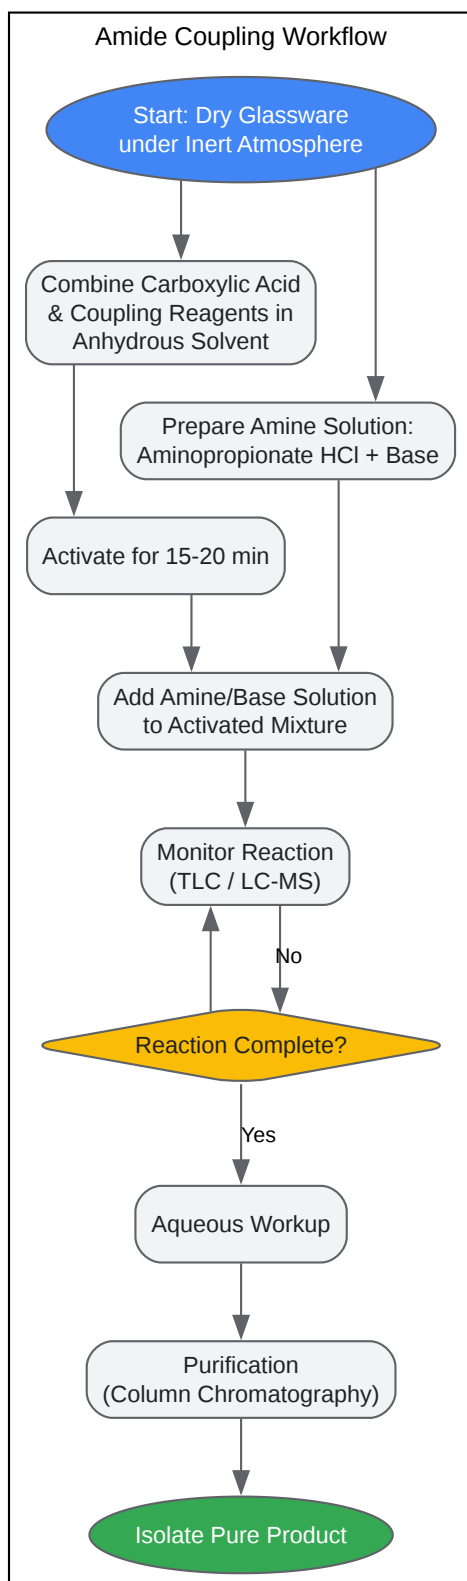 Amide Coupling Workflow
Start: Dry Glassware
under Inert Atmosphere
Combine Carboxylic Acid
& Coupling Reagents in
Anhydrous Solvent
Prepare Amine Solution:
Aminopropionate HCl + Base
Activate for 15-20 min
Add Amine/Base Solution
to Activated Mixture
Monitor Reaction
(TLC / LC-MS)
No
Reaction Complete?
Yes
Aqueous Workup
Purification
(Column Chromatography)
Isolate Pure Product